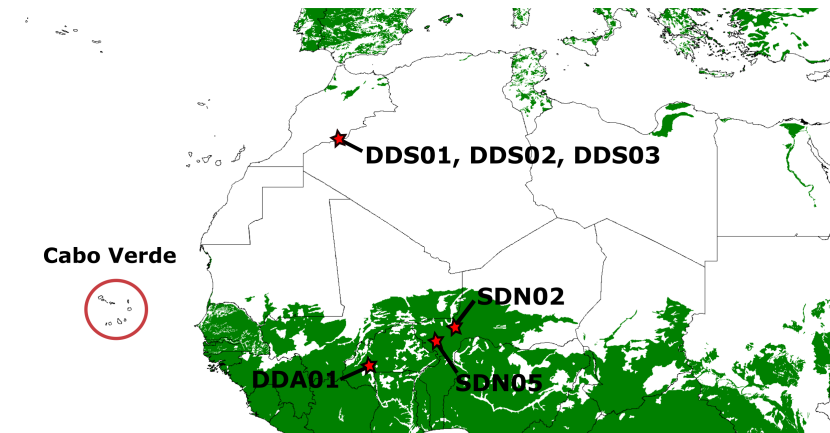 DDS01, DDS02, DDS03
Cabo Verde
SDN02
DDA01
SDN05